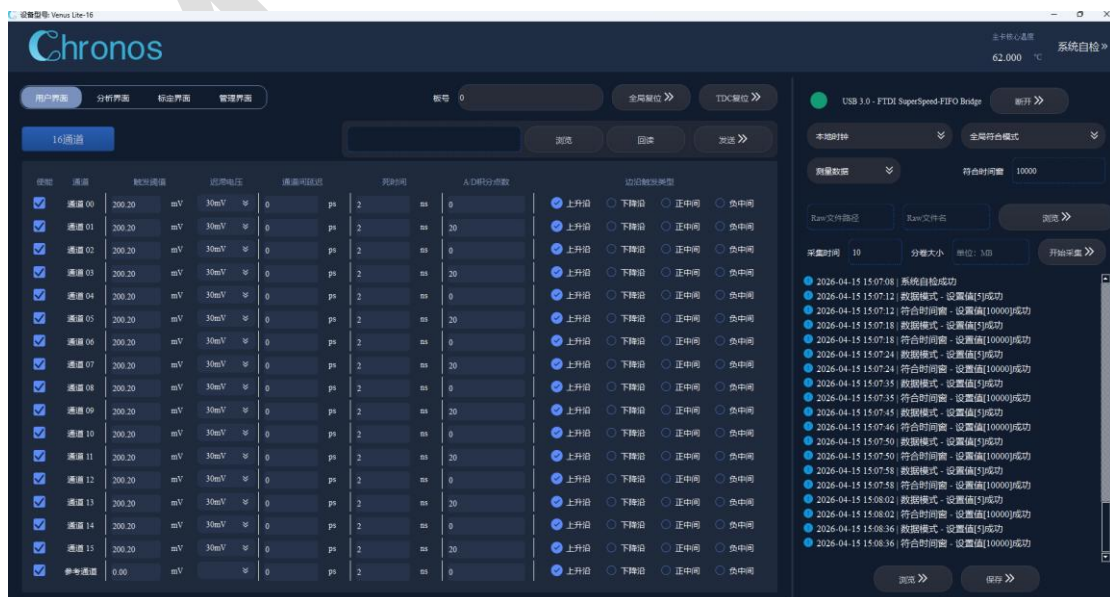 设备型号: Venus Lite-16
Chronos
主卡核心温度
62.000 ℃
系统自检
用户界面 分析界面 标定界面 管理界面 板号 0 全局复位 TDC复位
USB 3.0 - FTDI SuperSpeed-FIFO Bridge 断开
16通道 浏览 回读 发送
本地时钟 全局符合模式
测量数据 符合时间窗 10000
使能 通道 触发阈值 迟滞电压 通道间延迟 死时间 A/D积分点数 边沿触发类型
通道 00 200.20 mV 30mV 0 ps 2 ns 0 上升沿 下降沿 正中间 负中间
通道 01 200.20 mV 30mV 0 ps 2 ns 20 上升沿 下降沿 正中间 负中间
通道 02 200.20 mV 30mV 0 ps 2 ns 0 上升沿 下降沿 正中间 负中间
通道 03 200.20 mV 30mV 0 ps 2 ns 20 上升沿 下降沿 正中间 负中间
通道 04 200.20 mV 30mV 0 ps 2 ns 0 上升沿 下降沿 正中间 负中间
通道 05 200.20 mV 30mV 0 ps 2 ns 20 上升沿 下降沿 正中间 负中间
通道 06 200.20 mV 30mV 0 ps 2 ns 0 上升沿 下降沿 正中间 负中间
通道 07 200.20 mV 30mV 0 ps 2 ns 20 上升沿 下降沿 正中间 负中间
通道 08 200.20 mV 30mV 0 ps 2 ns 0 上升沿 下降沿 正中间 负中间
通道 09 200.20 mV 30mV 0 ps 2 ns 20 上升沿 下降沿 正中间 负中间
通道 10 200.20 mV 30mV 0 ps 2 ns 0 上升沿 下降沿 正中间 负中间
通道 11 200.20 mV 30mV 0 ps 2 ns 20 上升沿 下降沿 正中间 负中间
通道 12 200.20 mV 30mV 0 ps 2 ns 0 上升沿 下降沿 正中间 负中间
通道 13 200.20 mV 30mV 0 ps 2 ns 20 上升沿 下降沿 正中间 负中间
通道 14 200.20 mV 30mV 0 ps 2 ns 0 上升沿 下降沿 正中间 负中间
通道 15 200.20 mV 30mV 0 ps 2 ns 20 上升沿 下降沿 正中间 负中间
参考通道 0.00 mV 0 ps 2 ns 0 上升沿 下降沿 正中间 负中间
Raw文件路径 Raw文件名 浏览
采集时间 10 分卷大小 单位: MB 开始采集
2026-04-15 15:07:08 | 系统自检成功
2026-04-15 15:07:12 | 数据模式 - 设置值[5]成功
2026-04-15 15:07:12 | 符合时间窗 - 设置值[10000]成功
2026-04-15 15:07:18 | 数据模式 - 设置值[5]成功
2026-04-15 15:07:18 | 符合时间窗 - 设置值[10000]成功
2026-04-15 15:07:24 | 数据模式 - 设置值[5]成功
2026-04-15 15:07:24 | 符合时间窗 - 设置值[10000]成功
2026-04-15 15:07:35 | 数据模式 - 设置值[5]成功
2026-04-15 15:07:35 | 符合时间窗 - 设置值[10000]成功
2026-04-15 15:07:45 | 数据模式 - 设置值[5]成功
2026-04-15 15:07:46 | 符合时间窗 - 设置值[10000]成功
2026-04-15 15:07:50 | 数据模式 - 设置值[5]成功
2026-04-15 15:07:50 | 符合时间窗 - 设置值[10000]成功
2026-04-15 15:07:58 | 数据模式 - 设置值[5]成功
2026-04-15 15:07:58 | 符合时间窗 - 设置值[10000]成功
2026-04-15 15:08:02 | 数据模式 - 设置值[5]成功
2026-04-15 15:08:02 | 符合时间窗 - 设置值[10000]成功
2026-04-15 15:08:36 | 数据模式 - 设置值[5]成功
2026-04-15 15:08:36 | 符合时间窗 - 设置值[10000]成功
浏览 保存